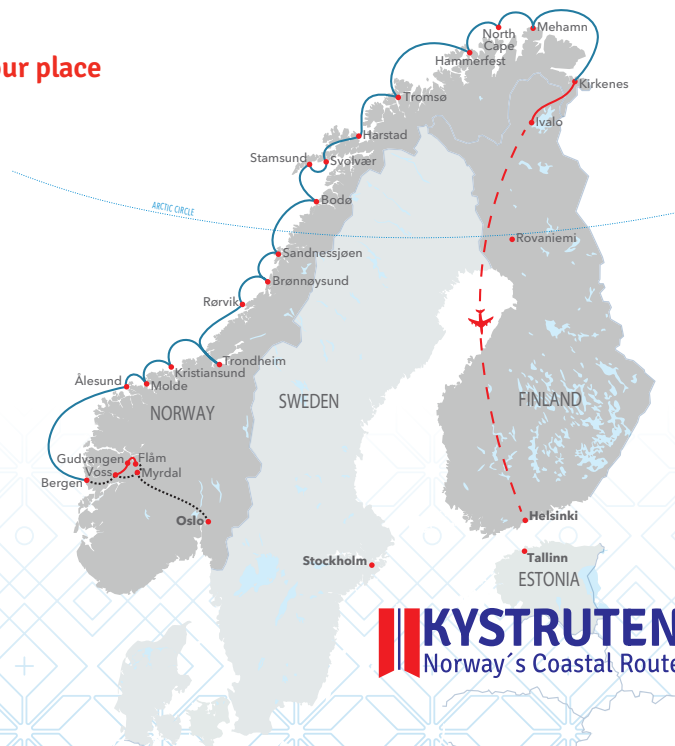 our place
North
Cape
Mehamn
Hammerfest
Kirkenes
Tromsø
Ivalo
Harstad
Stamsund
Svolvær
Bodø
ARCTIC CIRCLE
Rovaniemi
Sandnessjøen
Brønnøysund
Rørvik
Trondheim
Kristiansund
Ålesund
Molde
NORWAY
SWEDEN
FINLAND
Gudvangen
Flåm
Voss
Myrdal
Bergen
Oslo
Helsinki
Stockholm
Tallinn
ESTONIA
KYSTRUTEN
Norway´s Coastal Route